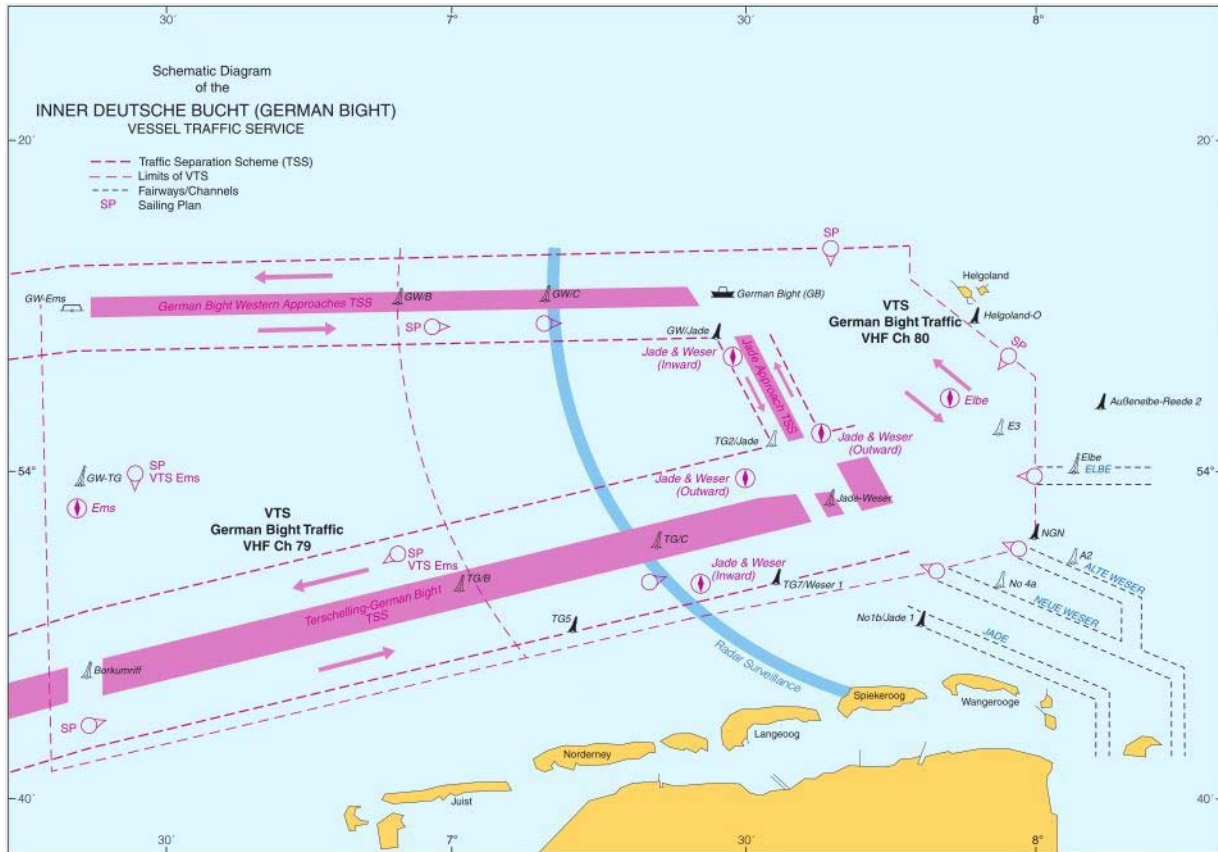 30´
7°
30´
8°
Schematic Diagram
of the
INNER DEUTSCHE BUCHT (GERMAN BIGHT)
VESSEL TRAFFIC SERVICE
20´
20´
Traffic Separation Scheme (TSS)
Limits of VTS
Fairways/Channels
SP Sailing Plan
SP
GW-Ems
German Bight Western Approaches TSS
GW/B
GW/C
German Bight (GB)
Helgoland
Helgoland-O
VTS
German Bight Traffic
VHF Ch 80
SP
GW/Jade
Jade & Weser
(Inward)
Jade Approach TSS
SP
Elbe
Außenelbe-Reede 2
E3
TG2/Jade
Jade & Weser
(Outward)
Elbe
ELBE
54°
54°
GW-TG
SP
VTS Ems
Ems
Jade & Weser
(Outward)
Jade-Weser
VTS
German Bight Traffic
VHF Ch 79
NGN
TG/C
SP
VTS Ems
A2
ALTE WESER
Jade & Weser
(Inward)
TG/B
TG7/Weser 1
No 4a
NEUE WESER
Terschelling-German Bight
TSS
TG5
No1b/Jade 1
JADE
Radar Surveillance
Borkumriff
SP
Spiekeroog
Wangerooge
Langeoog
Norderney
Juist
40´
40´
30´
7°
30´
8°